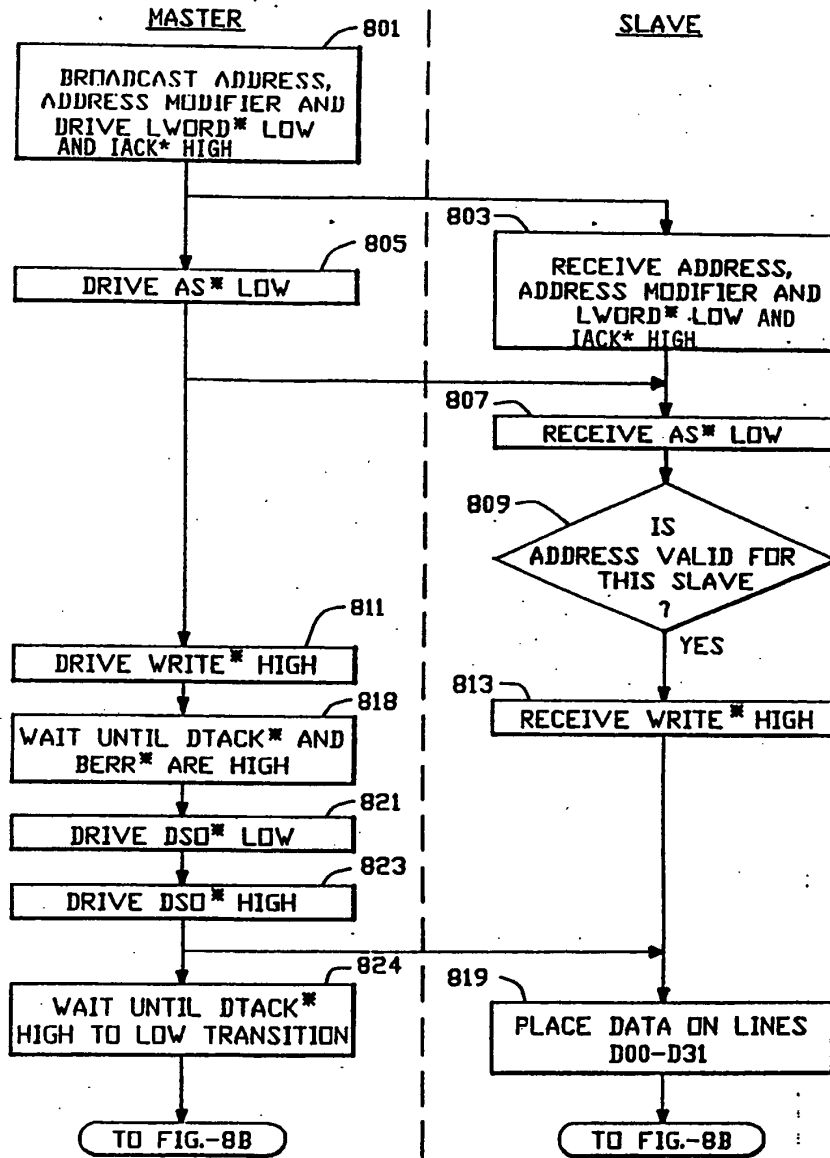 MASTER
801
BROADCAST ADDRESS,
ADDRESS MODIFIER AND
DRIVE LWORD* LOW
AND IACK* HIGH
805
DRIVE AS* LOW
811
DRIVE WRITE* HIGH
818
WAIT UNTIL DTACK* AND
BERR* ARE HIGH
821
DRIVE DSO* LOW
823
DRIVE DSO* HIGH
824
WAIT UNTIL DTACK*
HIGH TO LOW TRANSITION
TO FIG.-8B
SLAVE
803
RECEIVE ADDRESS,
ADDRESS MODIFIER AND
LWORD* LOW AND
IACK* HIGH
807
RECEIVE AS* LOW
809
IS
ADDRESS VALID FOR
THIS SLAVE
?
YES
813
RECEIVE WRITE* HIGH
819
PLACE DATA ON LINES
D00-D31
TO FIG.-8B